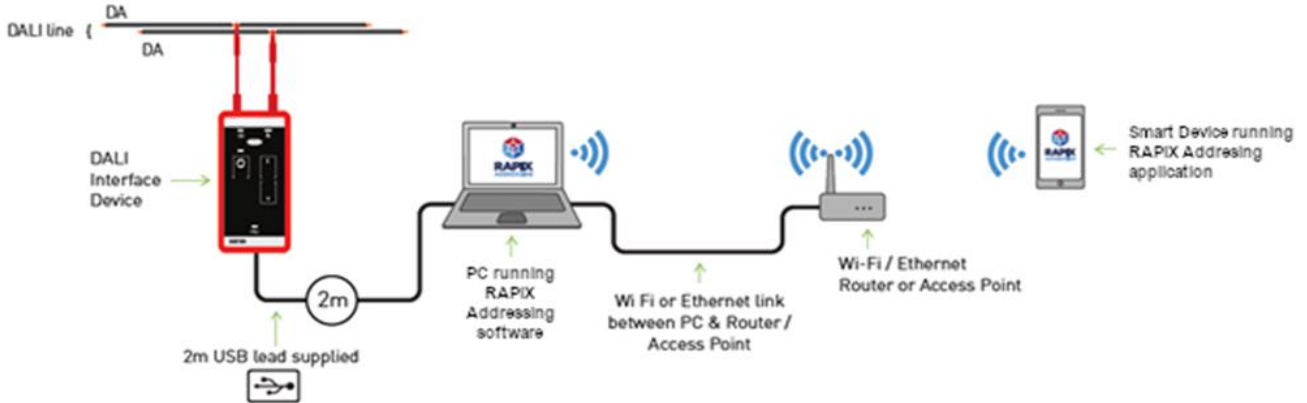 DA
DALI line {
DA
DALI
Interface
Device
2m
2m USB lead supplied
RAPIX
PC running
RAPIX
Addressing
software
Wi Fi or Ethernet link
between PC & Router /
Access Point
Wi-Fi / Ethernet
Router or Access Point
RAPIX
Smart Device running
RAPIX Addresing
application